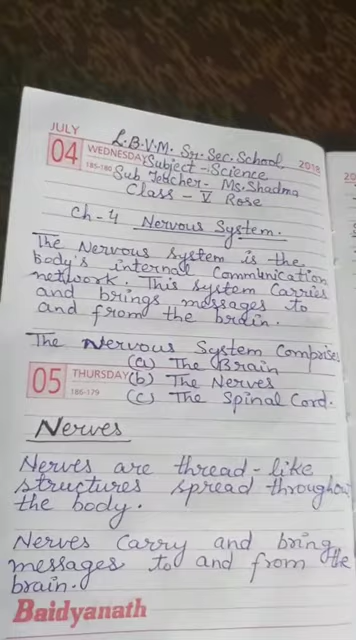 JULY
L.B.V.M. Sr. Sec. School
04 WEDNESDAY Subject - Science 2018
185-180 Sub Teacher - Ms. Shadma
Class - V Rose
Ch-4 Nervous System.
The Nervous System is the
body's internal Communication
network. This system Carries
and brings messages to
and from the brain.
The Nervous System Comprises
(a) The Brain
05 THURSDAY (b) The Nerves
186-179 (c) The Spinal Cord.
Nerves
Nerves are thread-like
structures spread throughout
the body.
Nerves Carry and bring
messages to and from the
brain.
Baidyanath
20